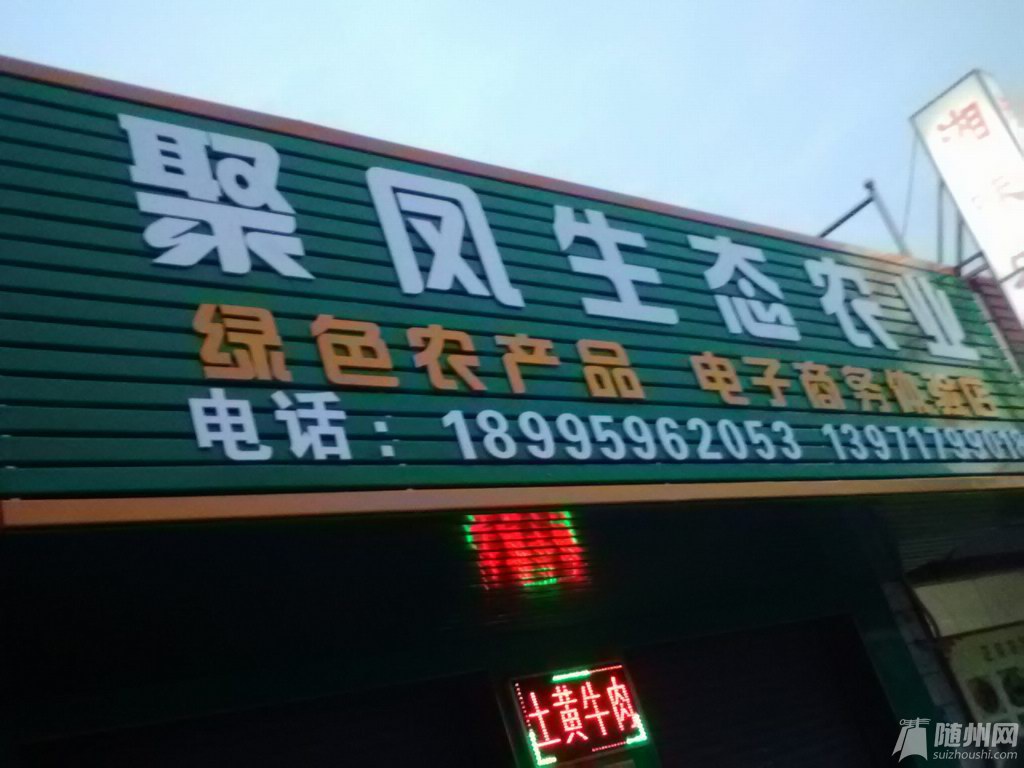 聚凤生态农业
绿色农产品 电子商务体验店
电话：18995962053 13971799018
土黄牛肉
湘
随州网
suizhoushi.com